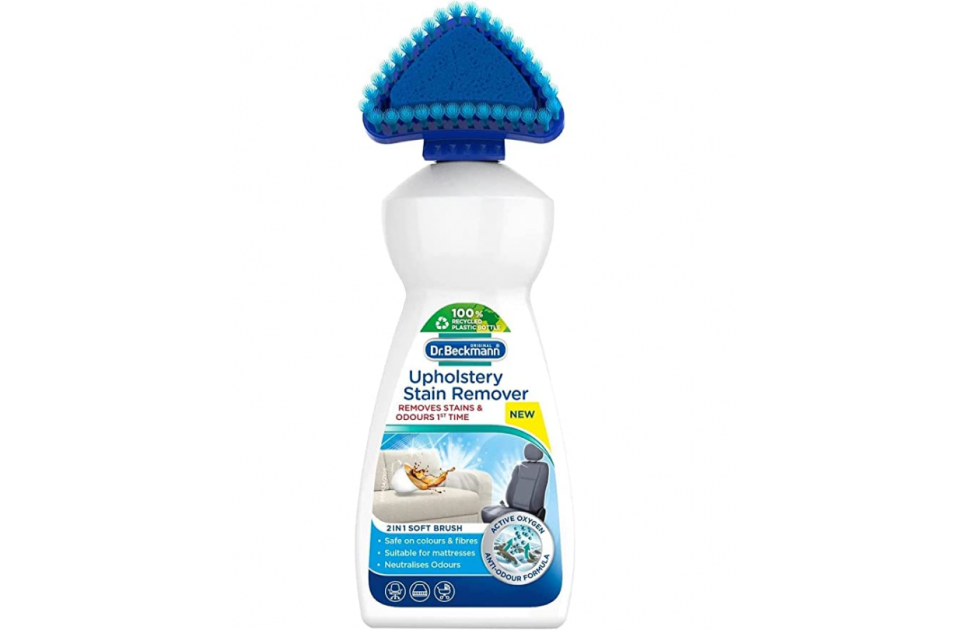 100%
RECYCLED
PLASTIC BOTTLE
ORIGINAL
Dr.Beckmann
Upholstery
Stain Remover
REMOVES STAINS &
ODOURS 1ST TIME
NEW
2 IN 1 SOFT BRUSH
• Safe on colours & fibres
• Suitable for mattresses
• Neutralises Odours
ACTIVE OXYGEN
ANTI-ODOUR FORMULA